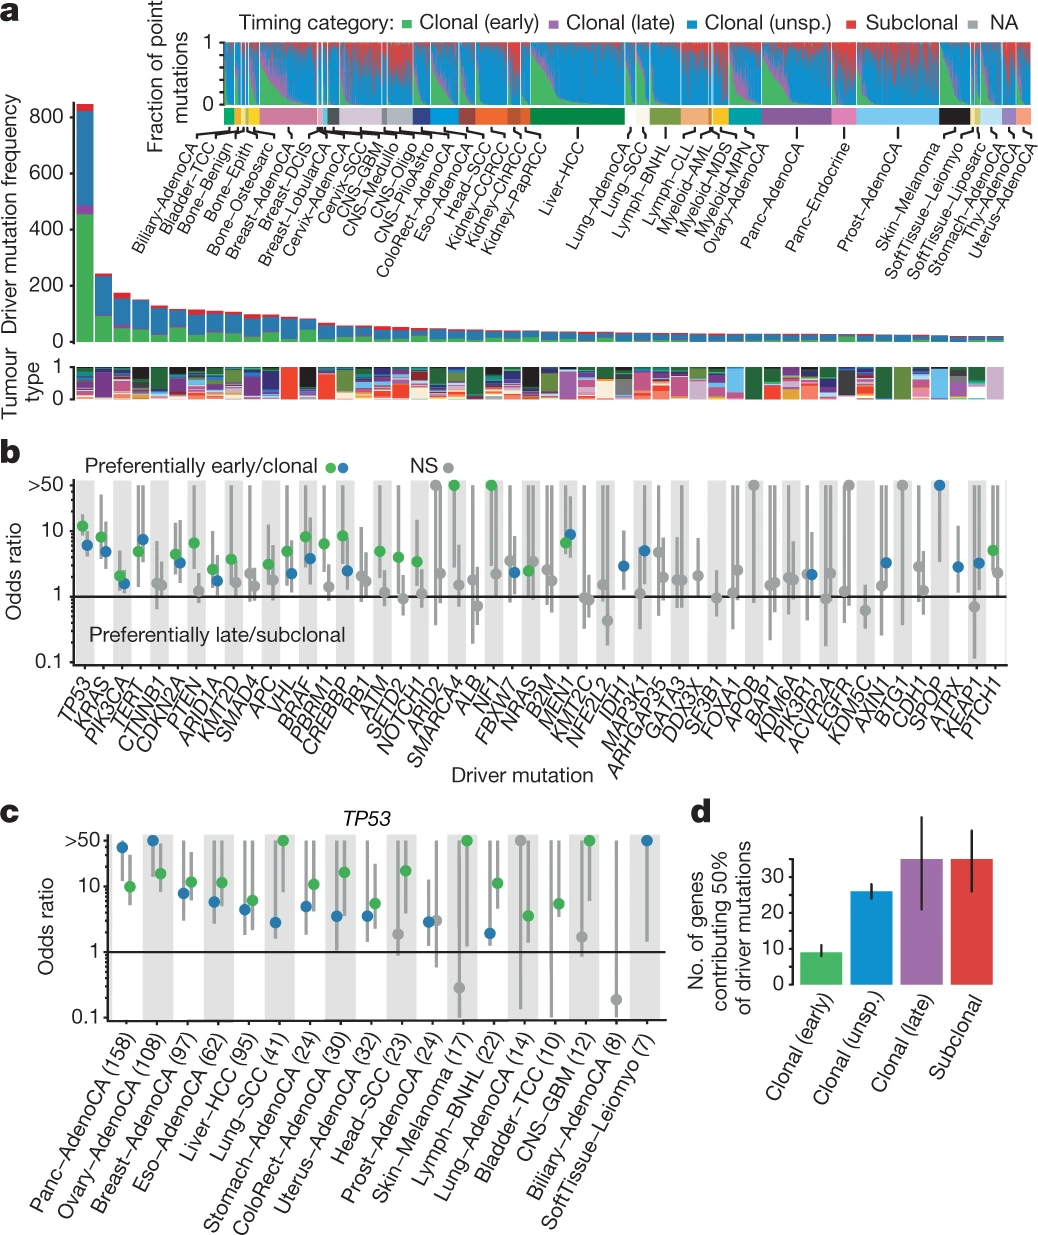 a
Timing category: Clonal (early) Clonal (late) Clonal (unsp.) Subclonal NA
Fraction of point
mutations
1
0
Biliary–AdenoCA
Bladder–TCC
Bone–Benign
Bone–Epith
Bone–Osteosarc
Breast–AdenoCA
Breast–DCIS
Breast–LobularCA
Cervix–AdenoCA
Cervix–SCC
CNS–GBM
CNS–Medullo
CNS–Oligo
CNS–PiloAstro
ColoRect–AdenoCA
Eso–AdenoCA
Head–SCC
Kidney–CCRCC
Kidney–ChRCC
Kidney–PapRCC
Liver–HCC
Lung–AdenoCA
Lung–SCC
Lymph–BNHL
Lymph–CLL
Myeloid–AML
Myeloid–MDS
Myeloid–MPN
Ovary–AdenoCA
Panc–AdenoCA
Panc–Endocrine
Prost–AdenoCA
Skin–Melanoma
SoftTissue–Leiomyo
SoftTissue–Liposarc
Stomach–AdenoCA
Thy–AdenoCA
Uterus–AdenoCA
Driver mutation frequency
800
600
400
200
0
Tumour
type
1
0
b
Preferentially early/clonal
NS
Odds ratio
>50
10
1
0.1
Preferentially late/subclonal
TP53
KRAS
PIK3CA
TERT
CTNNB1
CDKN2A
PTEN
ARID1A
KMT2D
SMAD4
APC
VHL
BRAF
PBRM1
CREBBP
RB1
ATM
SETD2
NOTCH1
ARID2
SMARCA4
ALB
NF1
FBXW7
NRAS
B2M
MEN1
KMT2C
NFE2L2
IDH1
MAP3K1
ARHGAP35
GATA3
DDX3X
SF3B1
FOXA1
APOB
BAP1
KDM6A
PIK3R1
ACVR2A
EGFR
KDM5C
AXIN1
BTG1
CDH1
SPOP
ATRX
KEAP1
PTCH1
Driver mutation
c
TP53
Odds ratio
>50
10
1
0.1
Panc–AdenoCA (158)
Ovary–AdenoCA (108)
Breast–AdenoCA (97)
Eso–AdenoCA (62)
Liver–HCC (95)
Lung–SCC (41)
Stomach–AdenoCA (24)
ColoRect–AdenoCA (30)
Uterus–AdenoCA (32)
Head–SCC (23)
Prost–AdenoCA (24)
Skin–Melanoma (17)
Lymph–BNHL (22)
Lung–AdenoCA (14)
Bladder–TCC (10)
CNS–GBM (12)
Biliary–AdenoCA (8)
SoftTissue–Leiomyo (7)
d
No. of genes
contributing 50%
of driver mutations
30
20
10
0
Clonal (early)
Clonal (unsp.)
Clonal (late)
Subclonal